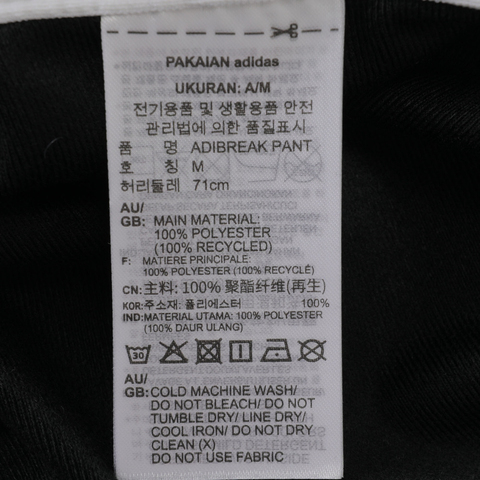 PAKAIAN adidas
UKURAN: A/M
전기용품 및 생활용품 안전
관리법에 의한 품질표시
품 명 ADIBREAK PANT
호 칭 M
허리둘레 71cm
AU/
GB: MAIN MATERIAL:
100% POLYESTER
(100% RECYCLED)
F: MATIERE PRINCIPALE:
100% POLYESTER (100% RECYCLÉ)
CN: 主料: 100% 聚酯纤维(再生)
KOR: 주소재: 폴리에스터 100%
IND: MATERIAL UTAMA: 100% POLYESTER
(100% DAUR ULANG)
30
AU/
GB: COLD MACHINE WASH/
DO NOT BLEACH/ DO NOT
TUMBLE DRY/ LINE DRY/
COOL IRON/ DO NOT DRY
CLEAN (X)
DO NOT USE FABRIC